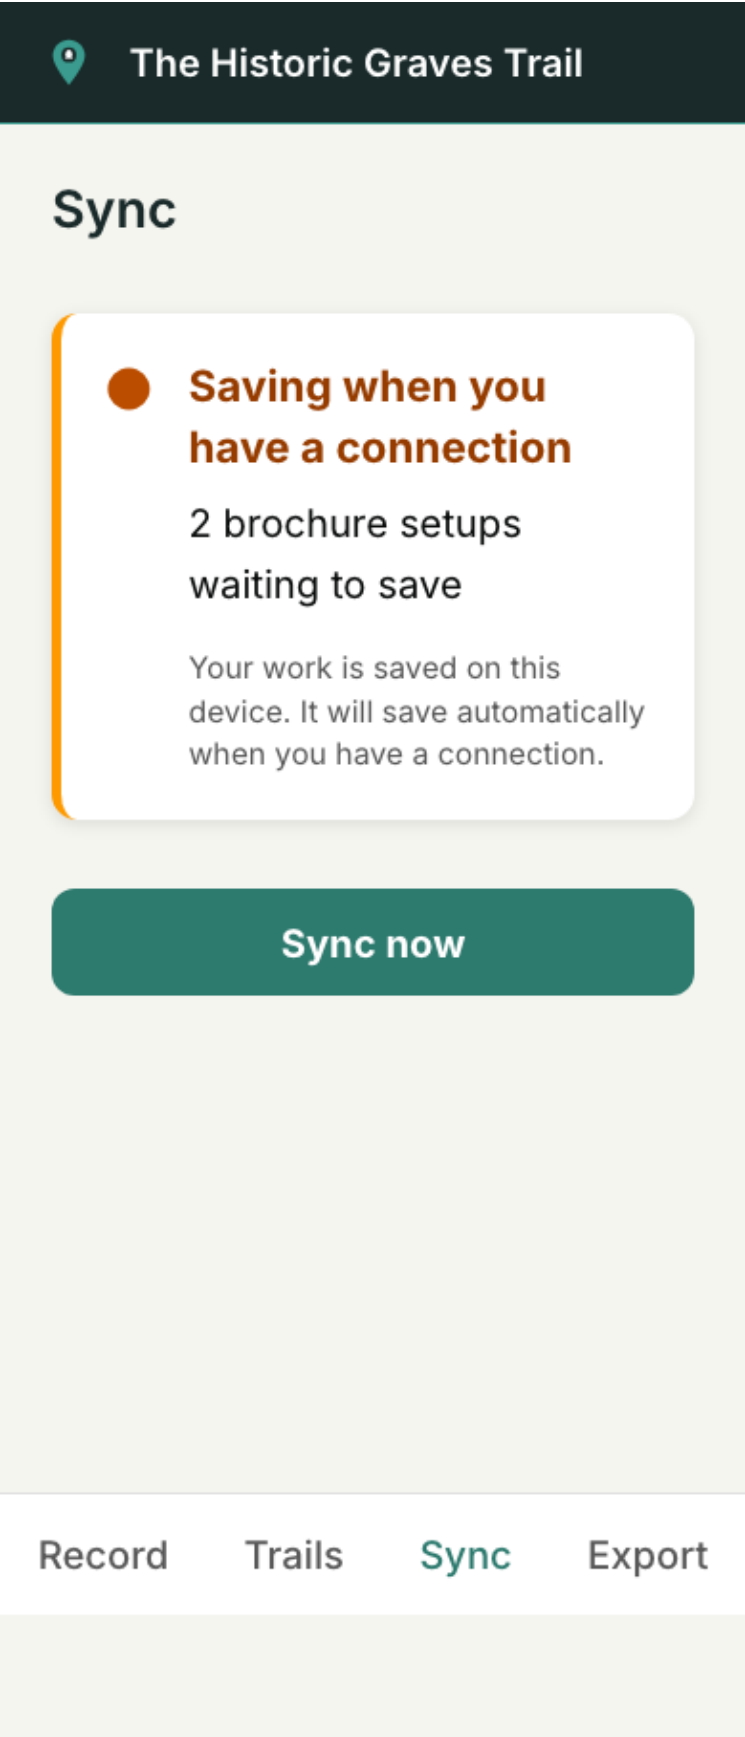 The Historic Graves Trail
Sync
Saving when you
have a connection
2 brochure setups
waiting to save
Your work is saved on this
device. It will save automatically
when you have a connection.
Sync now
Record Trails Sync Export